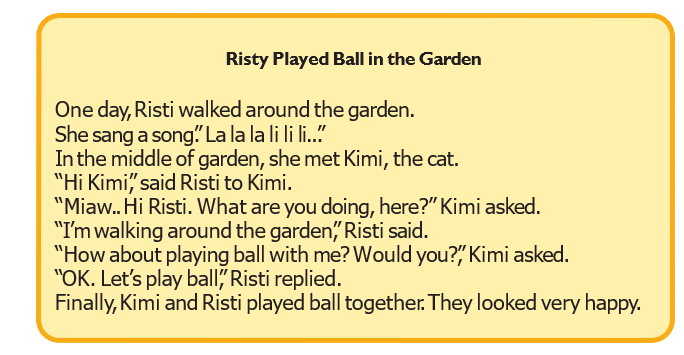 Risty Played Ball in the Garden
One day, Risti walked around the garden.
She sang a song.” La la la li li li...”
In the middle of garden, she met Kimi, the cat.
“Hi Kimi,” said Risti to Kimi.
“Miaw.. Hi Risti. What are you doing, here?” Kimi asked.
“I’m walking around the garden,” Risti said.
“How about playing ball with me? Would you?,” Kimi asked.
“OK. Let’s play ball,” Risti replied.
Finally, Kimi and Risti played ball together. They looked very happy.